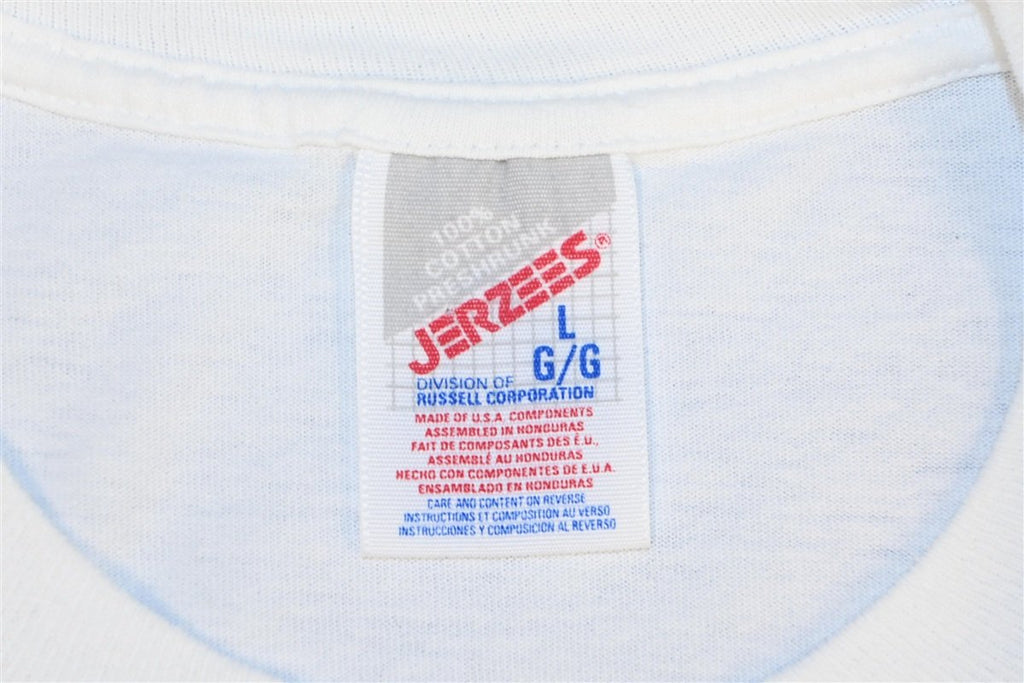 100%
COTTON
PRESHRUNK
JERZEES®
L
G/G
DIVISION OF
RUSSELL CORPORATION
MADE OF U.S.A. COMPONENTS
ASSEMBLED IN HONDURAS
FAIT DE COMPOSANTS DES É.U.,
ASSEMBLÉ AU HONDURAS
HECHO CON COMPONENTES DE E.U.A.
ENSAMBLADO EN HONDURAS
CARE AND CONTENT ON REVERSE
INSTRUCTIONS ET COMPOSITION AU VERSO
INSTRUCCIONES Y COMPOSICION AL REVERSO